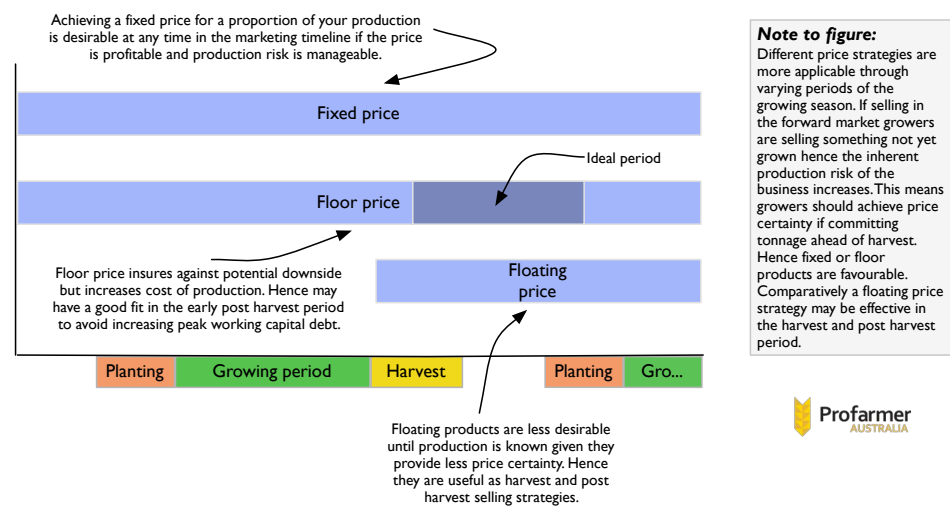 Achieving a fixed price for a proportion of your production
is desirable at any time in the marketing timeline if the price
is profitable and production risk is manageable.
Fixed price
Ideal period
Floor price
Floor price insures against potential downside
but increases cost of production. Hence may
have a good fit in the early post harvest period
to avoid increasing peak working capital debt.
Floating
price
Planting
Growing period
Harvest
Planting
Gro...
Floating products are less desirable
until production is known given they
provide less price certainty. Hence
they are useful as harvest and post
harvest selling strategies.
Note to figure:
Different price strategies are
more applicable through
varying periods of the
growing season. If selling in
the forward market growers
are selling something not yet
grown hence the inherent
production risk of the
business increases. This means
growers should achieve price
certainty if committing
tonnage ahead of harvest.
Hence fixed or floor
products are favourable.
Comparatively a floating price
strategy may be effective in
the harvest and post harvest
period.
Profarmer
AUSTRALIA